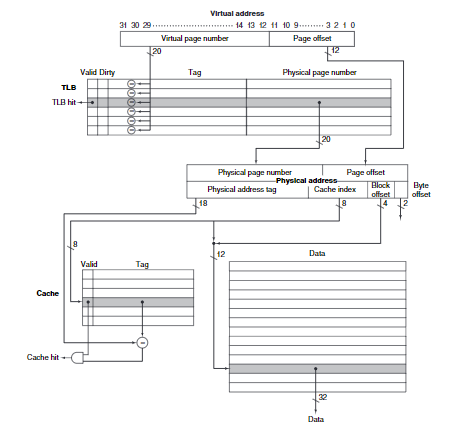 Virtual address
31 30 29 14 13 12 11 10 9 3 2 1 0
Virtual page number Page offset
20 12
Valid Dirty Tag Physical page number
TLB
TLB hit
20
Physical page number Page offset
Physical address
Physical address tag Cache index Block offset Byte offset
18 8 4 2
8
12 Data
Valid Tag
Cache
Cache hit
32
Data